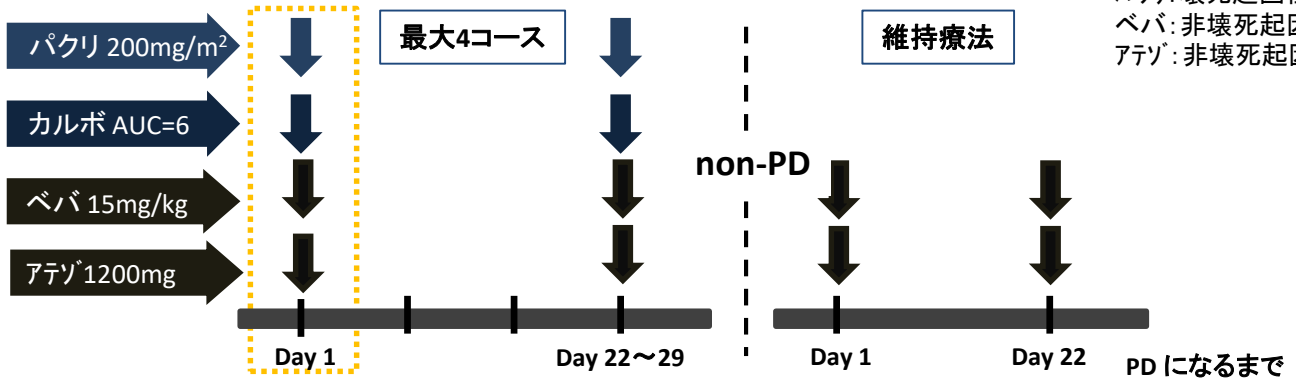 パクリ 200mg/m²
カルボ AUC=6
ベバ 15mg/kg
アテゾ1200mg
最大4コース
維持療法
ベバ：非壊死起因
アテゾ：非壊死起因
non-PD
Day 1
Day 22～29
Day 1
Day 22
PD になるまで